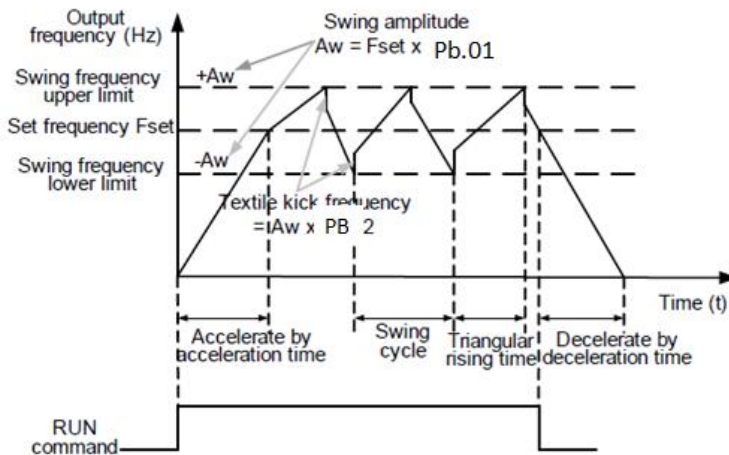 Output
frequency (Hz)
Swing amplitude
Aw = Fset x Pb.01
Swing frequency
upper limit
+Aw
Set frequency Fset
Swing frequency
lower limit
-Aw
Textile kick frequency
= Aw x PB 2
Time (t)
Accelerate by
acceleration time
Swing
cycle
Triangular
rising time
Decelerate by
deceleration time
RUN
command